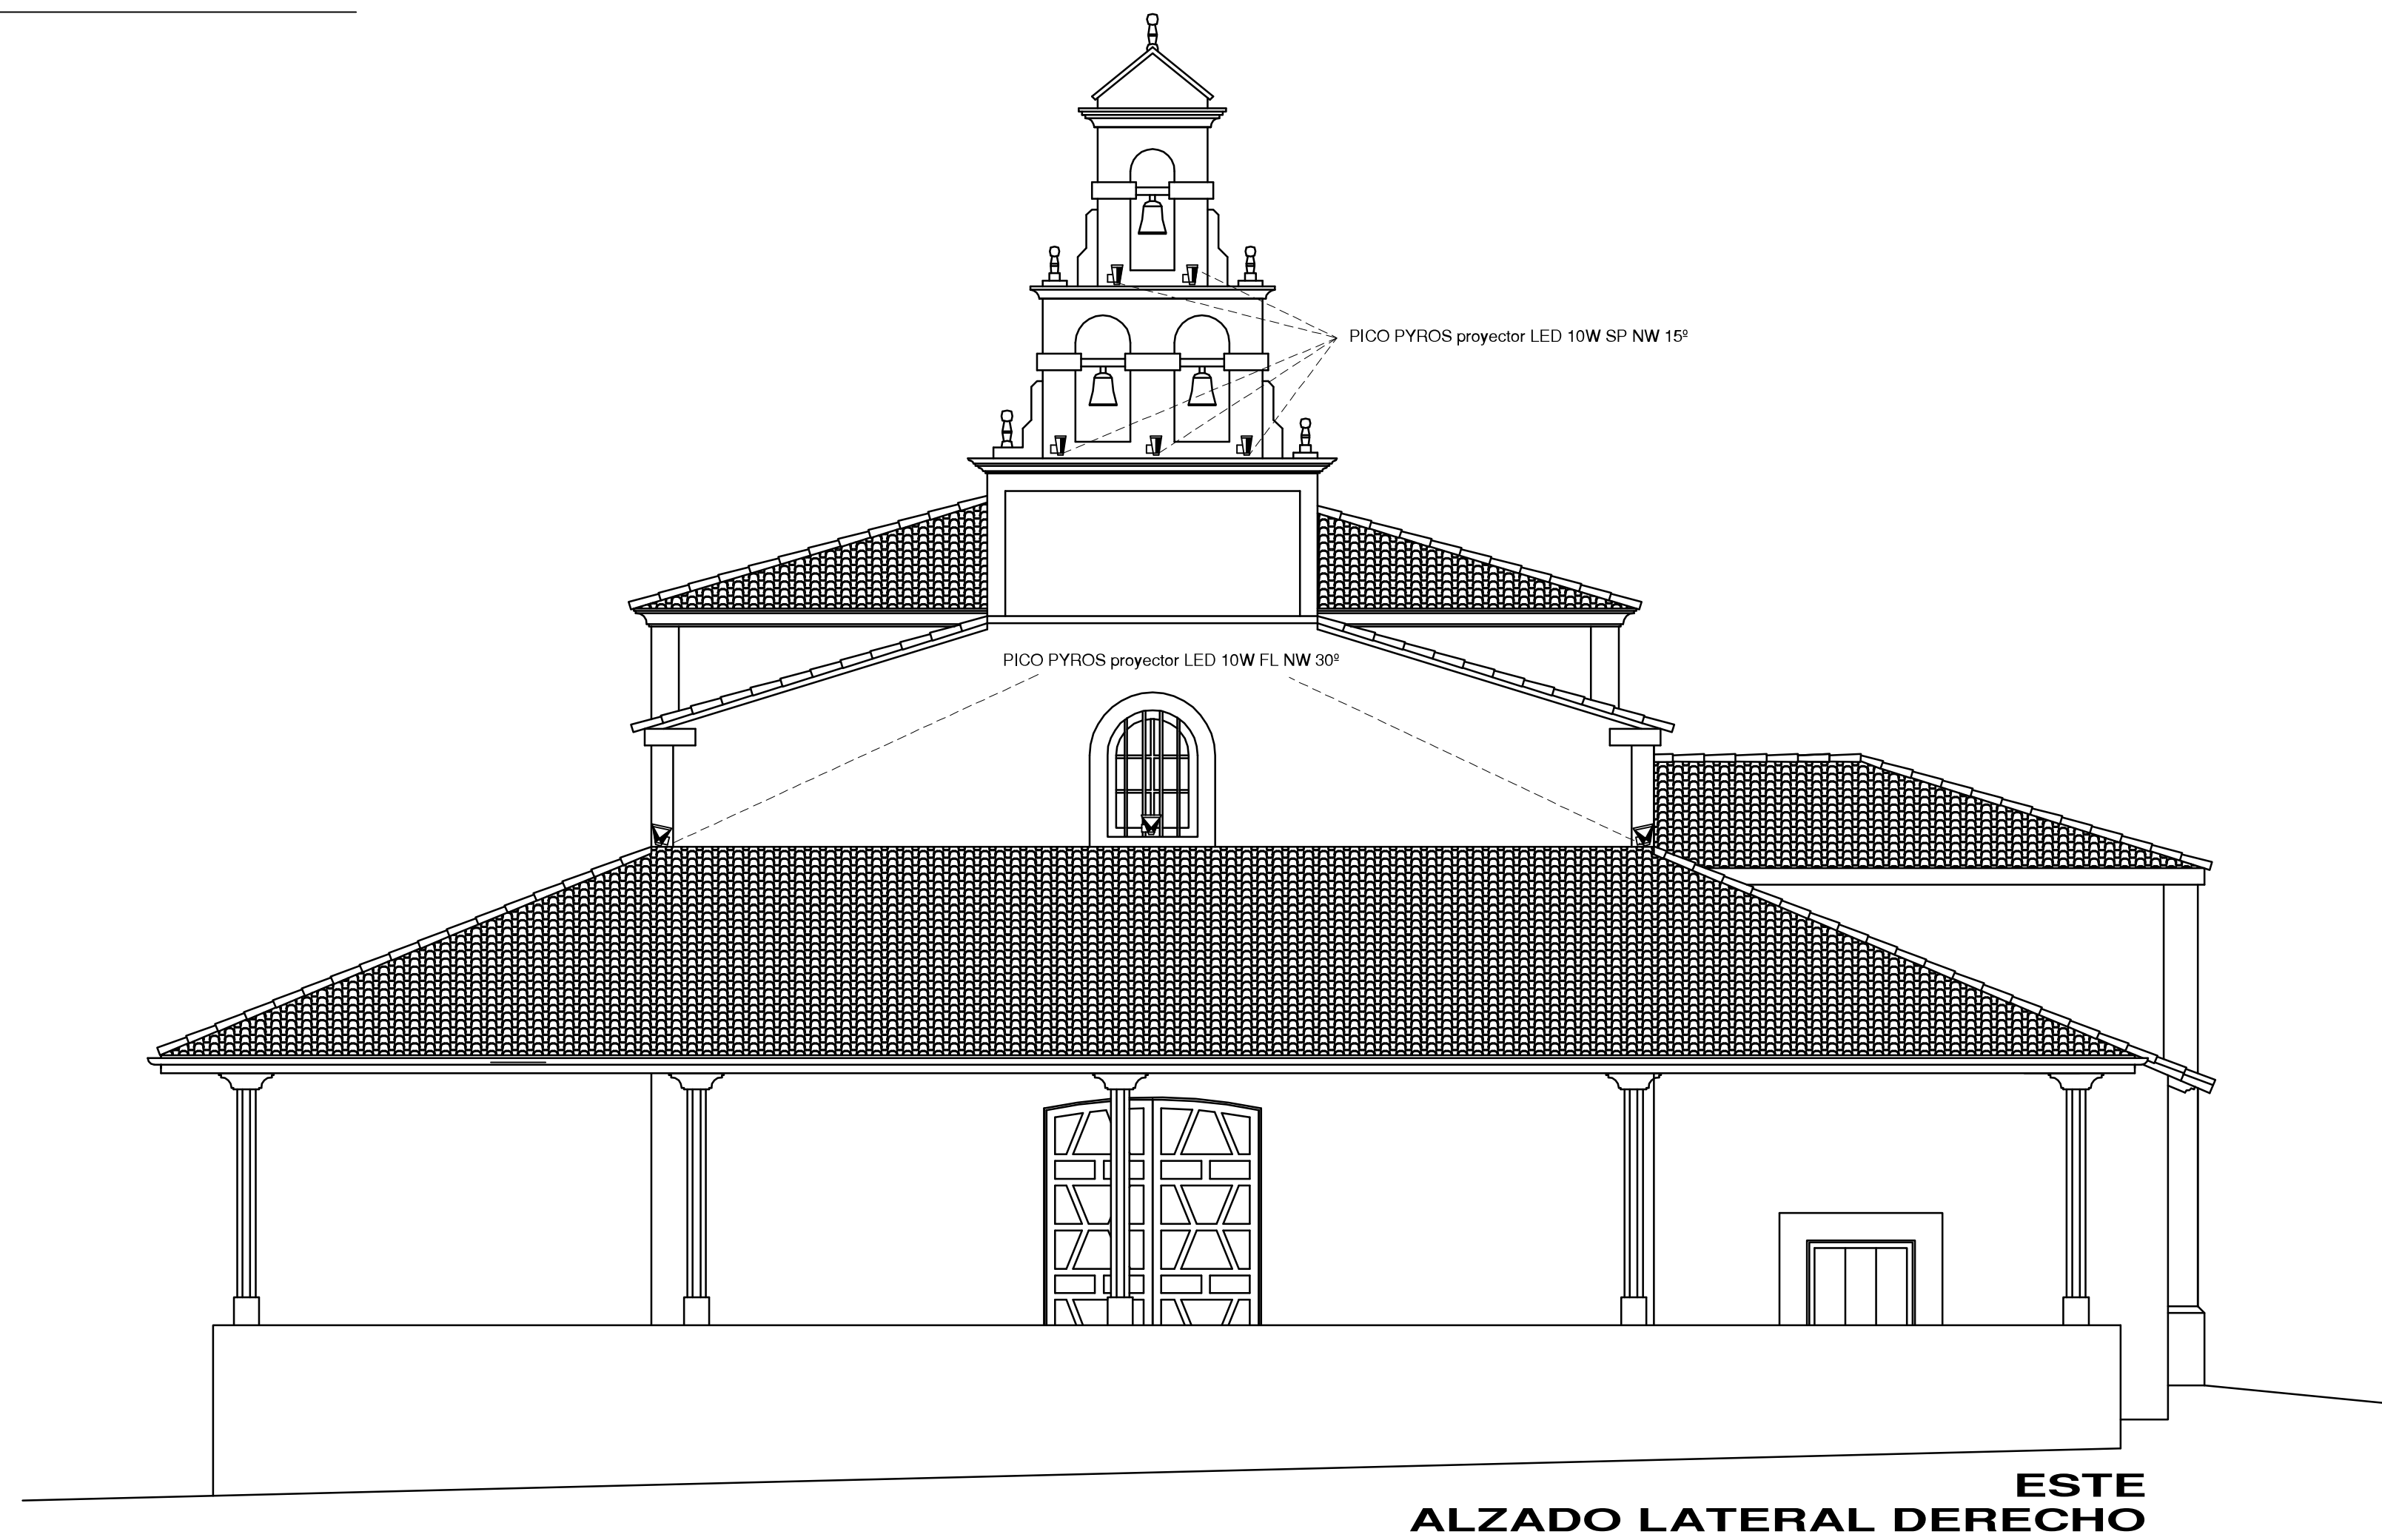 PICO PYROS proyector LED 10W SP NW 15º
PICO PYROS proyector LED 10W FL NW 30º
ESTE
ALZADO LATERAL DERECHO